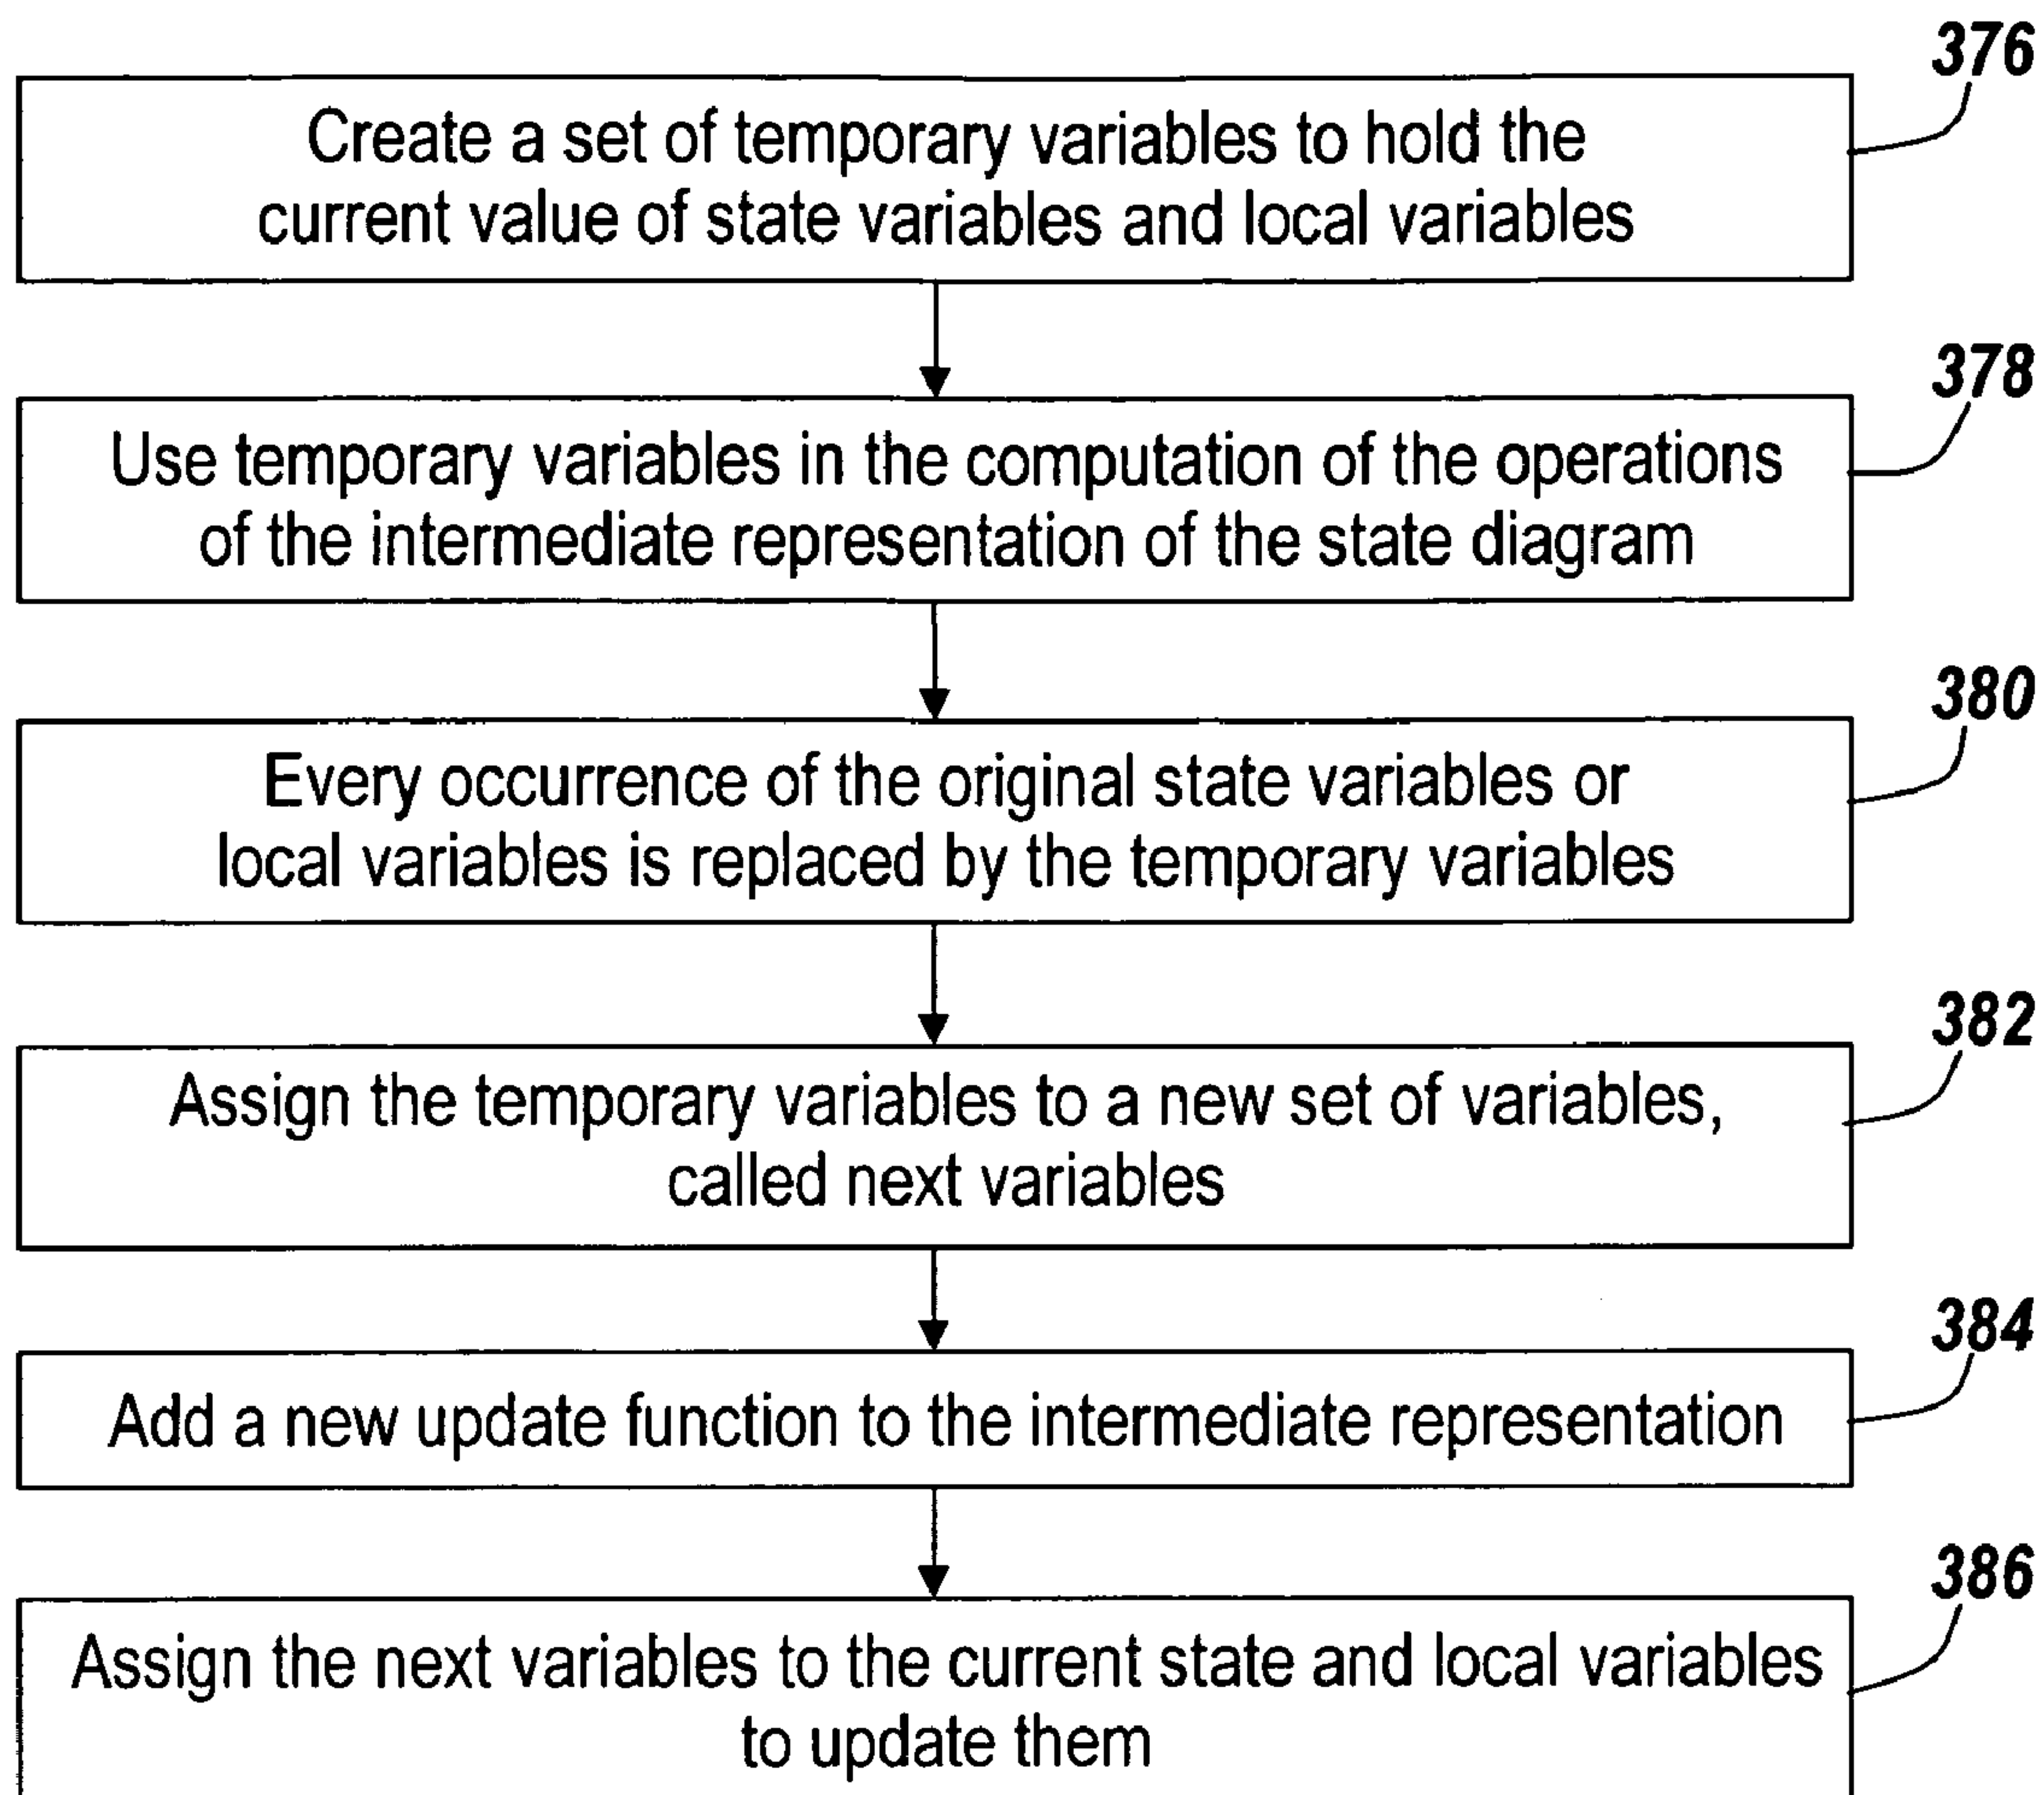 376
Create a set of temporary variables to hold the
current value of state variables and local variables
378
Use temporary variables in the computation of the operations
of the intermediate representation of the state diagram
380
Every occurrence of the original state variables or
local variables is replaced by the temporary variables
382
Assign the temporary variables to a new set of variables,
called next variables
384
Add a new update function to the intermediate representation
386
Assign the next variables to the current state and local variables
to update them